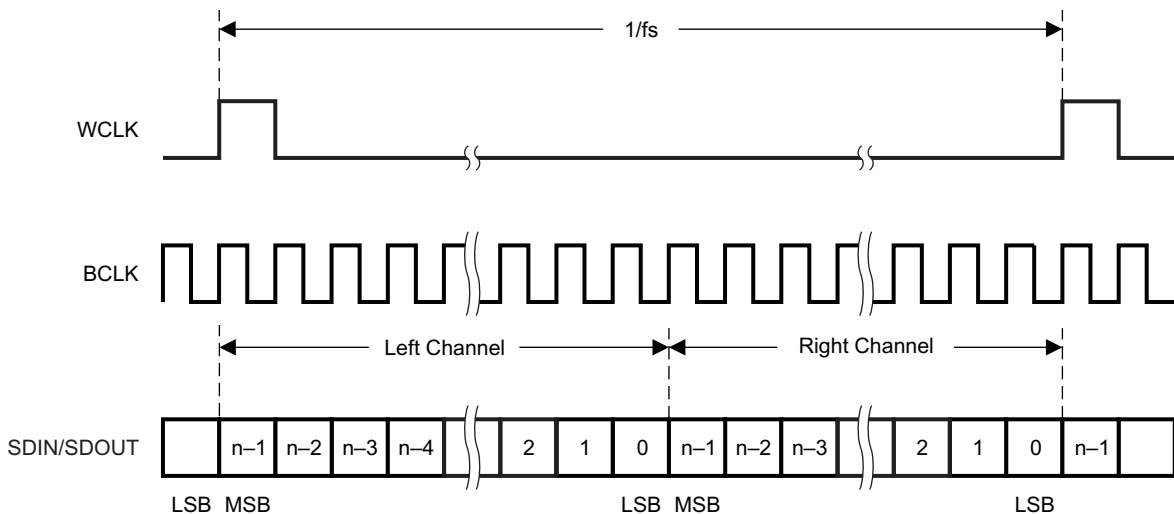 1/fs
WCLK
BCLK
Left Channel
Right Channel
SDIN/SDOUT n–1 n–2 n–3 n–4 2 1 0 n–1 n–2 n–3 2 1 0 n–1
LSB MSB LSB MSB LSB